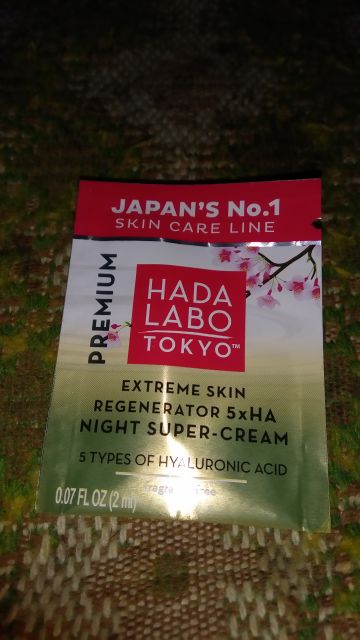 JAPAN'S No.1
SKIN CARE LINE
PREMIUM
HADA
LABO
TOKYO™
EXTREME SKIN
REGENERATOR 5xHA
NIGHT SUPER-CREAM
5 TYPES OF HYALURONIC ACID
0.07 FL OZ (2 ml)